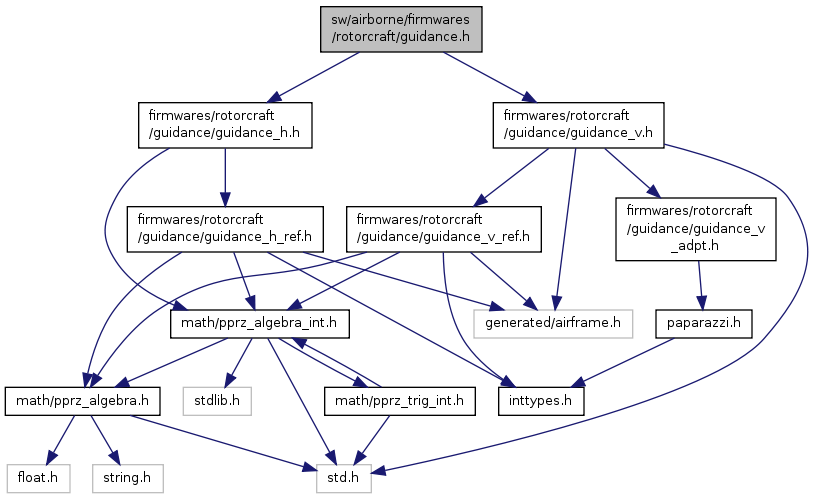 sw/airborne/firmwares
/rotorcraft/guidance.h
firmwares/rotorcraft
/guidance/guidance_h.h
firmwares/rotorcraft
/guidance/guidance_v.h
firmwares/rotorcraft
/guidance/guidance_h_ref.h
firmwares/rotorcraft
/guidance/guidance_v_ref.h
firmwares/rotorcraft
/guidance/guidance_v
_adpt.h
math/pprz_algebra_int.h
generated/airframe.h
paparazzi.h
math/pprz_algebra.h
stdlib.h
math/pprz_trig_int.h
inttypes.h
float.h
string.h
std.h